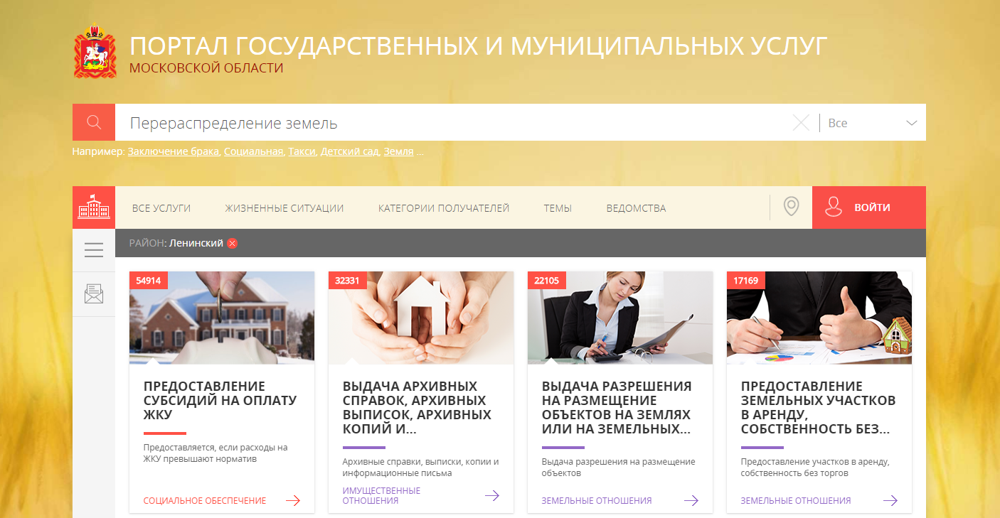 ПОРТАЛ ГОСУДАРСТВЕННЫХ И МУНИЦИПАЛЬНЫХ УСЛУГ
МОСКОВСКОЙ ОБЛАСТИ
Перераспределение земель
Все
Например: Заключение брака, Социальная, Такси, Детский сад, Земля ...
ВСЕ УСЛУГИ
ЖИЗНЕННЫЕ СИТУАЦИИ
КАТЕГОРИИ ПОЛУЧАТЕЛЕЙ
ТЕМЫ
ВЕДОМСТВА
ВОЙТИ
РАЙОН: Ленинский
54914
ПРЕДОСТАВЛЕНИЕ
СУБСИДИЙ НА ОПЛАТУ
ЖКУ
Предоставляется, если расходы на
ЖКУ превышают норматив
СОЦИАЛЬНОЕ ОБЕСПЕЧЕНИЕ
32331
ВЫДАЧА АРХИВНЫХ
СПРАВОК, АРХИВНЫХ
ВЫПИСОК, АРХИВНЫХ
КОПИЙ И...
Архивные справки, выписки, копии и
информационные письма
ИМУЩЕСТВЕННЫЕ
ОТНОШЕНИЯ
22105
ВЫДАЧА РАЗРЕШЕНИЯ
НА РАЗМЕЩЕНИЕ
ОБЪЕКТОВ НА ЗЕМЛЯХ
ИЛИ НА ЗЕМЕЛЬНЫХ...
Выдача разрешения на размещение
объектов
ЗЕМЕЛЬНЫЕ ОТНОШЕНИЯ
17169
ПРЕДОСТАВЛЕНИЕ
ЗЕМЕЛЬНЫХ УЧАСТКОВ
В АРЕНДУ,
СОБСТВЕННОСТЬ БЕЗ...
Предоставление участков в аренду,
собственность без торгов
ЗЕМЕЛЬНЫЕ ОТНОШЕНИЯ